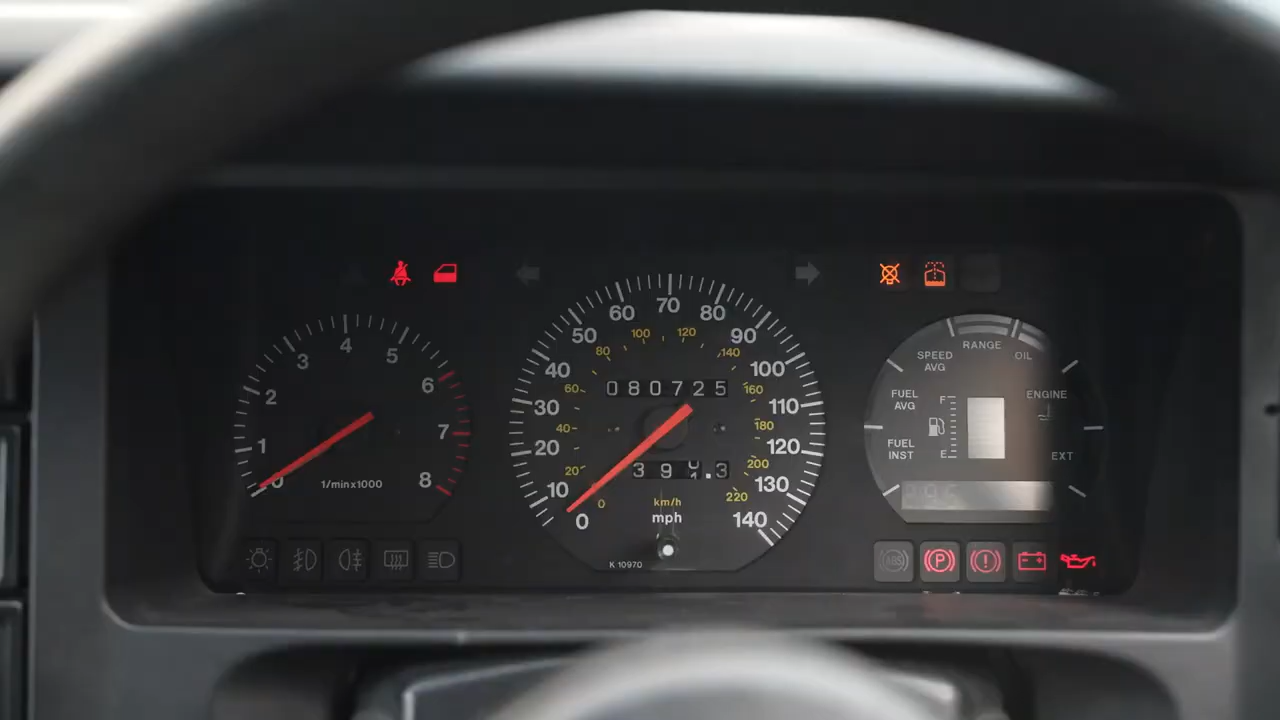 1
2
3
4
5
6
7
8
0
1/minx1000
0
10
20
30
40
50
60
70
80
90
100
110
120
130
140
0
20
40
60
80
100
120
140
160
180
200
220
080725
km/h
mph
K 10970
SPEED
AVG
RANGE
OIL
FUEL
AVG
ENGINE
F
E
FUEL
INST
EXT
ABS
P